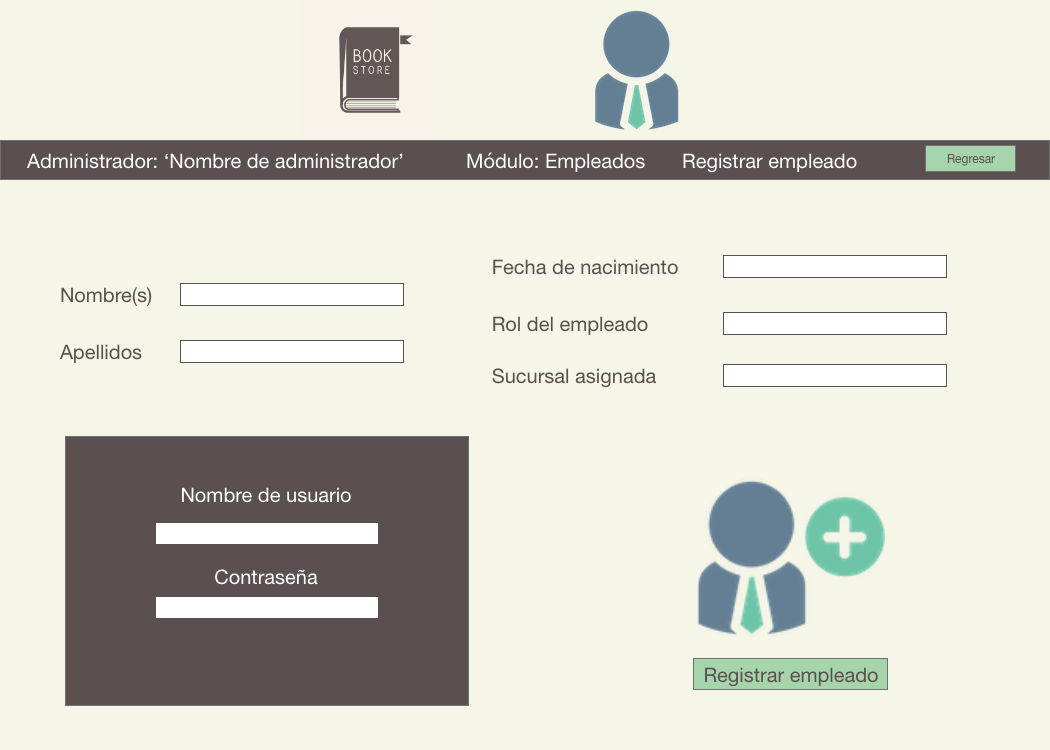 BOOK
STORE
Administrador: ‘Nombre de administrador’
Módulo: Empleados
Registrar empleado
Regresar
Nombre(s)
Apellidos
Fecha de nacimiento
Rol del empleado
Sucursal asignada
Nombre de usuario
Contraseña
Registrar empleado